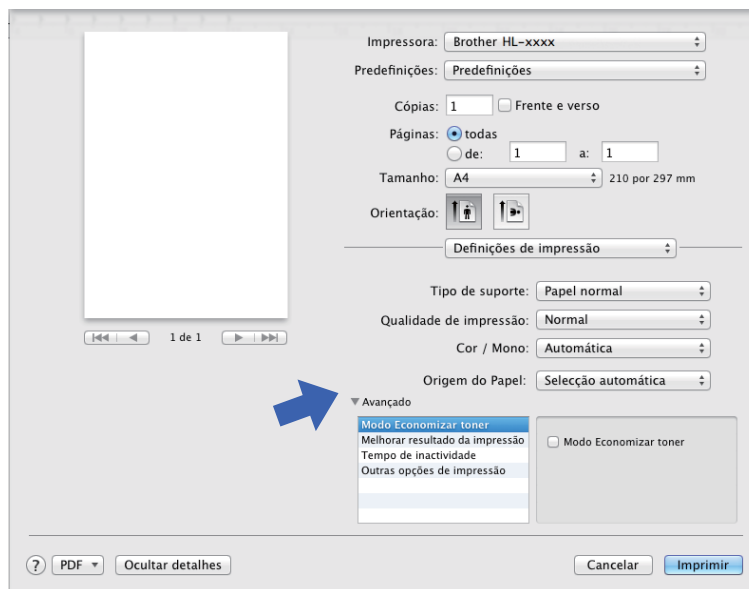 Impressora: Brother HL-xxxx
Predefinições: Predefinições
Cópias: 1 Frente e verso
Páginas: todas
de: 1 a: 1
Tamanho: A4 210 por 297 mm
Orientação:
Definições de impressão
Tipo de suporte: Papel normal
Qualidade de impressão: Normal
1 de 1
Cor / Mono: Automática
Origem do Papel: Selecção automática
Avançado
Modo Economizar toner
Melhorar resultado da impressão
Modo Economizar toner
Tempo de inactividade
Outras opções de impressão
? PDF Ocultar detalhes Cancelar Imprimir